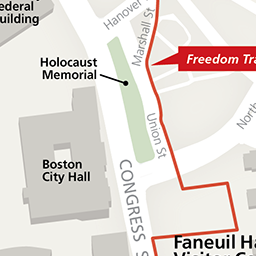 ederal
uilding
Hanover
Marshall St
Freedom Tra
Holocaust
Memorial
Union St
North
Boston
City Hall
CONGRESS S
Faneuil Ha
Visitor Ce